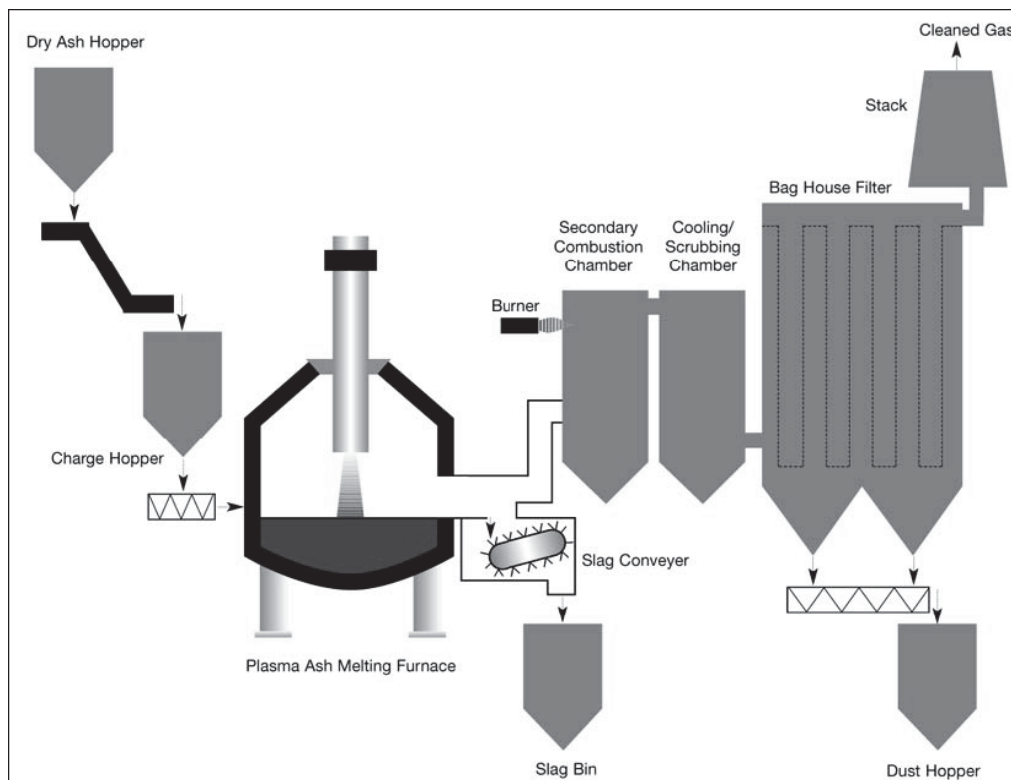 Cleaned Gas
Dry Ash Hopper
Stack
Bag House Filter
Secondary
Combustion
Chamber
Cooling/
Scrubbing
Chamber
Burner
Charge Hopper
Slag Conveyer
Plasma Ash Melting Furnace
Slag Bin
Dust Hopper